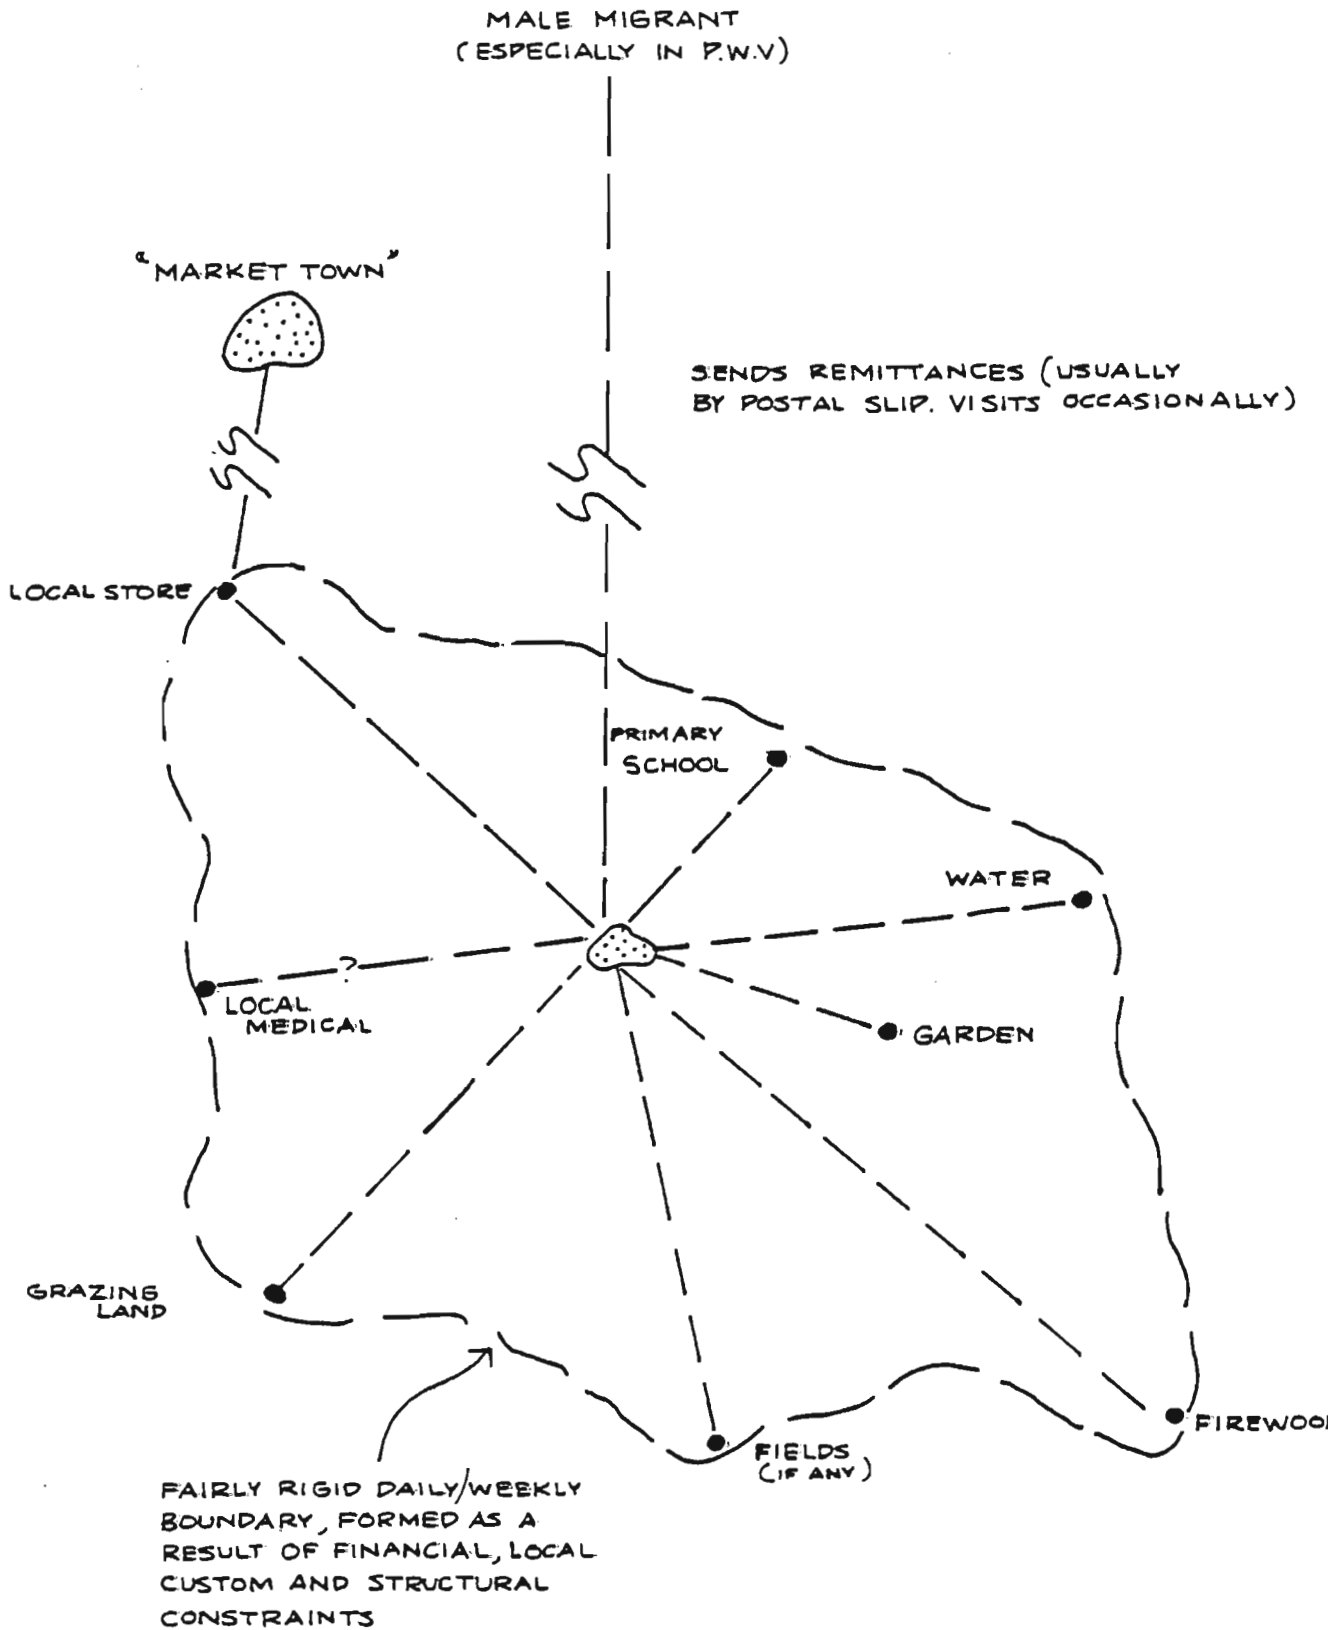 MALE MIGRANT
(ESPECIALLY IN P.W.V)
"MARKET TOWN"
SENDS REMITTANCES (USUALLY
BY POSTAL SLIP. VISITS OCCASIONALLY)
LOCAL STORE
PRIMARY
SCHOOL
WATER
?
LOCAL
MEDICAL
GARDEN
GRAZING
LAND
FIREWOOD
FIELDS
(IF ANY)
FAIRLY RIGID DAILY/WEEKLY
BOUNDARY, FORMED AS A
RESULT OF FINANCIAL, LOCAL
CUSTOM AND STRUCTURAL
CONSTRAINTS